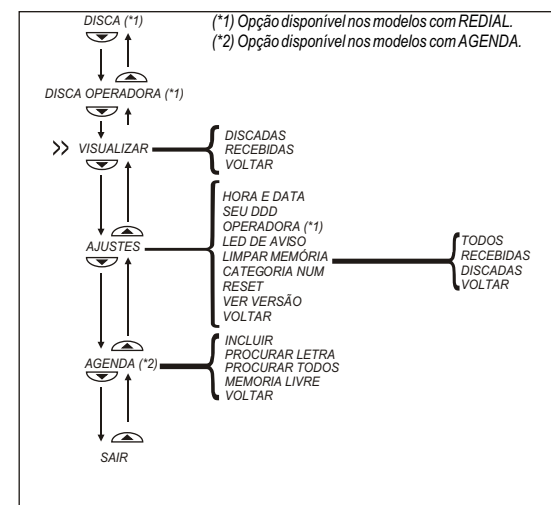 DISCA (*1)
(*1) Opção disponível nos modelos com REDIAL.
(*2) Opção disponível nos modelos com AGENDA.
DISCA OPERADORA (*1)
>> VISUALIZAR
DISCADAS
RECEBIDAS
VOLTAR
AJUSTES
HORA E DATA
SEU DDD
OPERADORA (*1)
LED DE AVISO
LIMPAR MEMÓRIA
CATEGORIA NUM
RESET
VER VERSÃO
VOLTAR
TODOS
RECEBIDAS
DISCADAS
VOLTAR
AGENDA (*2)
INCLUIR
PROCURAR LETRA
PROCURAR TODOS
MEMORIA LIVRE
VOLTAR
SAIR